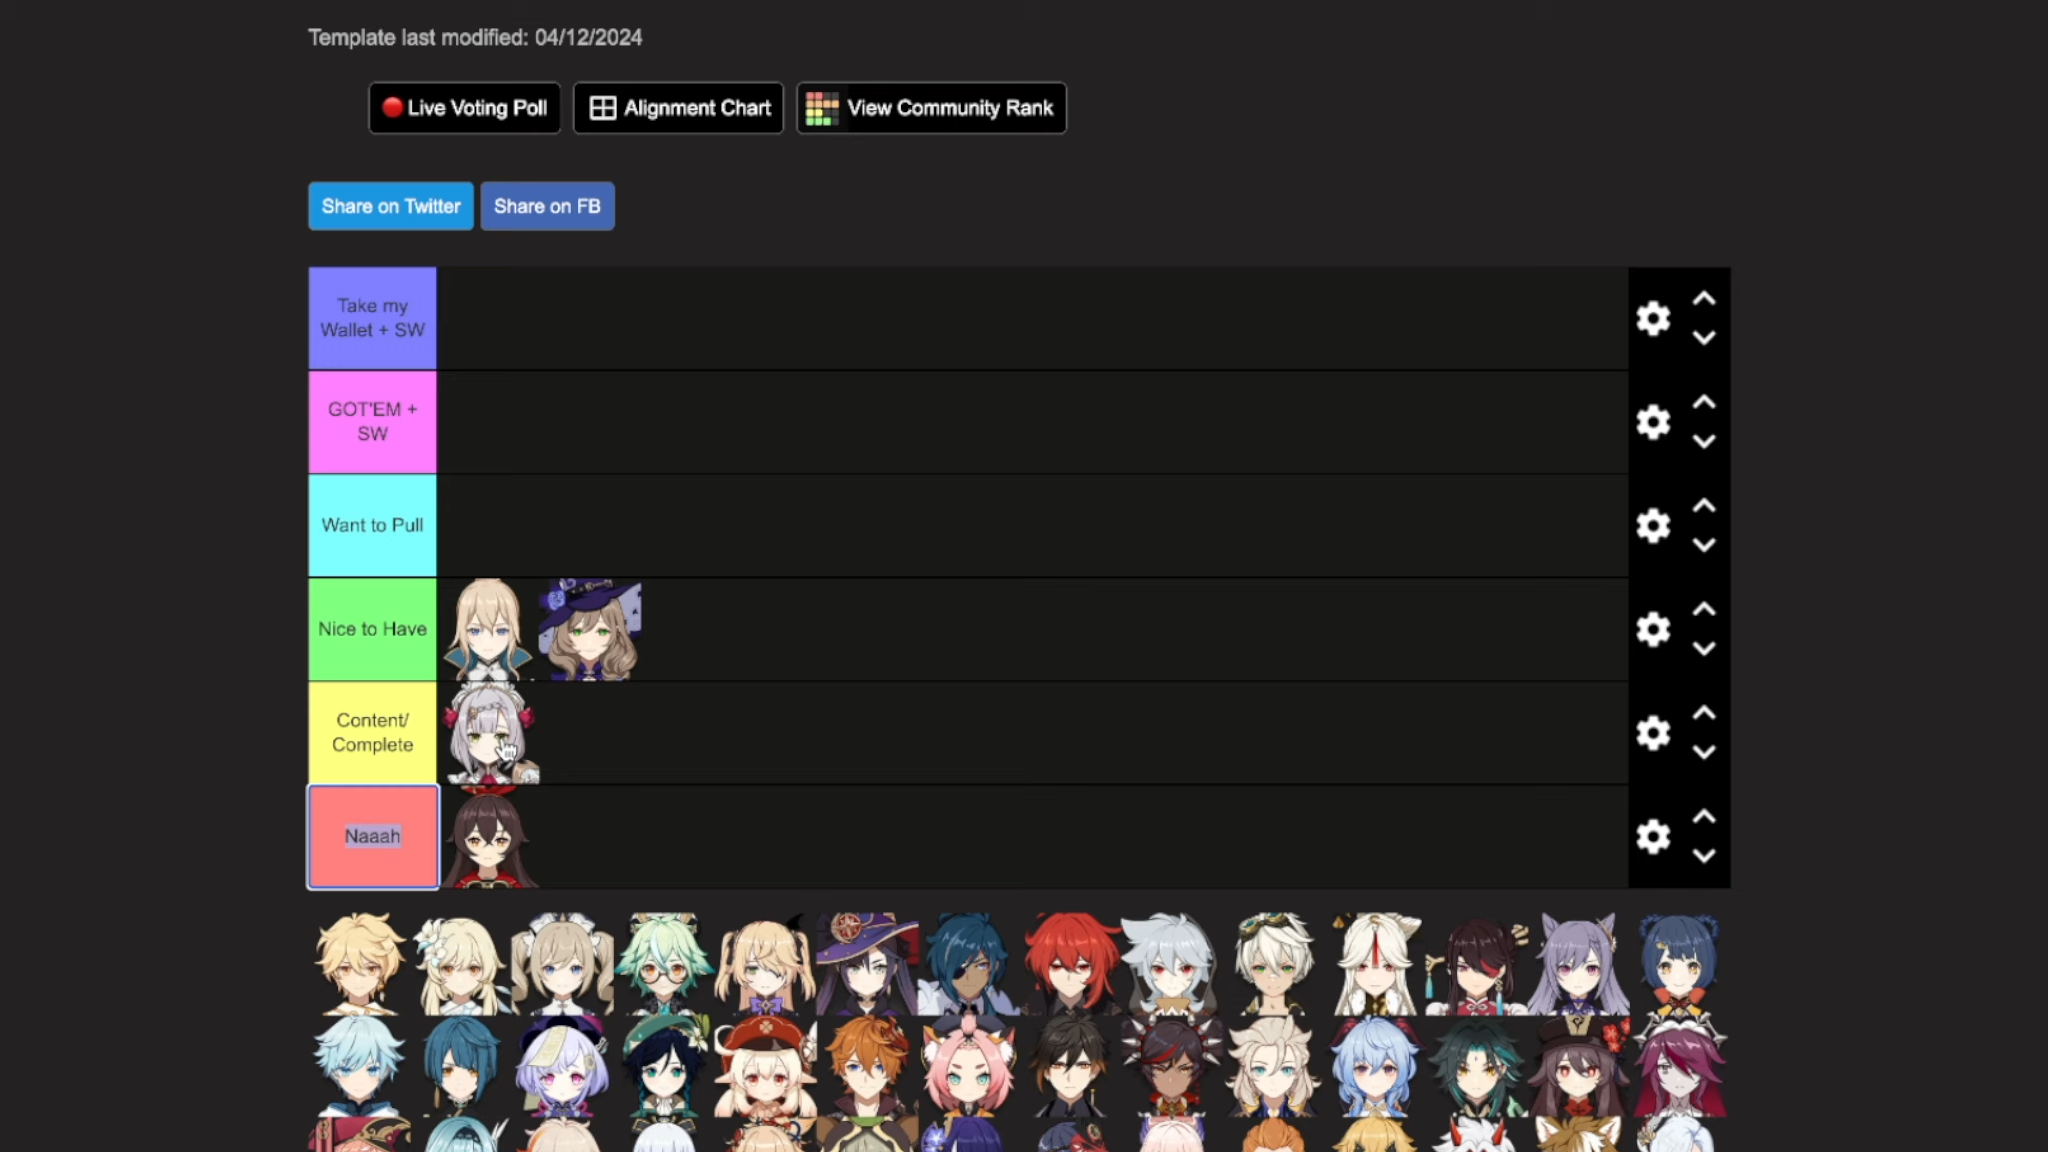 Template last modified: 04/12/2024
Live Voting Poll
Alignment Chart
View Community Rank
Share on Twitter
Share on FB
Take my
Wallet + SW
GOT'EM +
SW
Want to Pull
Nice to Have
Content/
Complete
Naaah